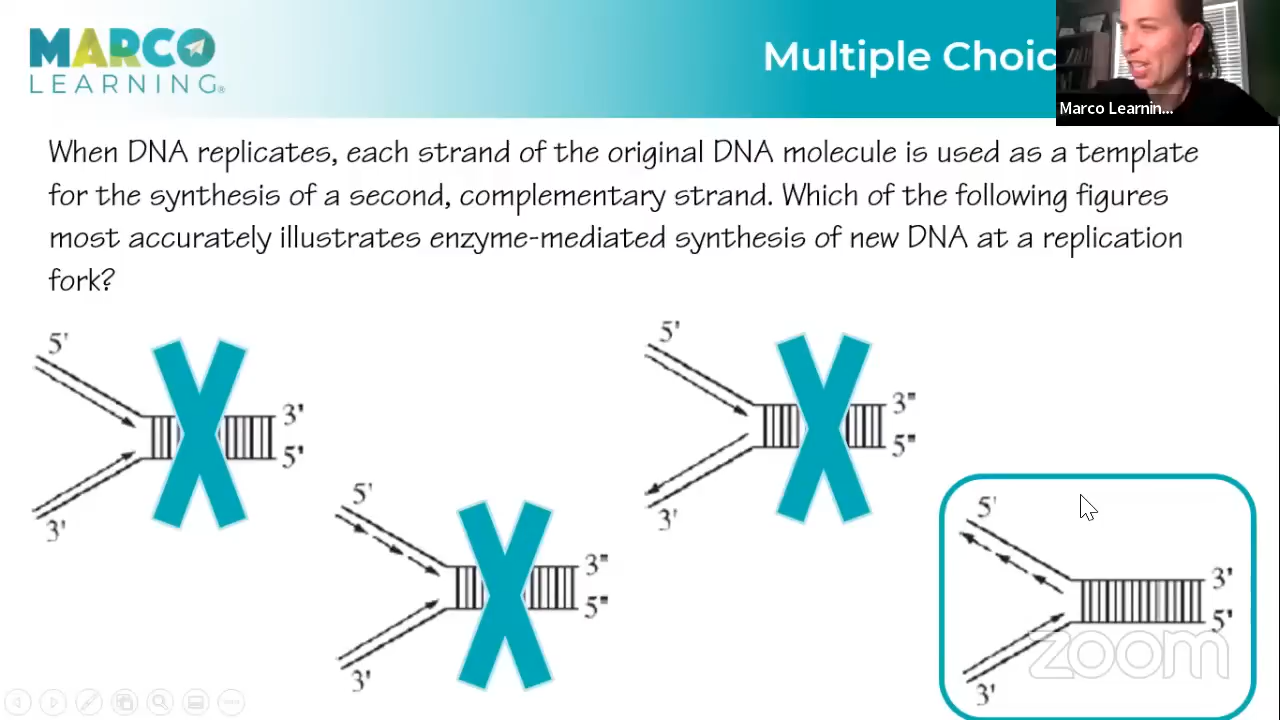 MARCO
LEARNING®
Multiple Choic
Marco Learnin...
When DNA replicates, each strand of the original DNA molecule is used as a template
for the synthesis of a second, complementary strand. Which of the following figures
most accurately illustrates enzyme-mediated synthesis of new DNA at a replication
fork?
5'
3'
5'
3'
5'
3"
5"
3'
5'
3"
5"
3'
5'
3'
5'
3'
zoom